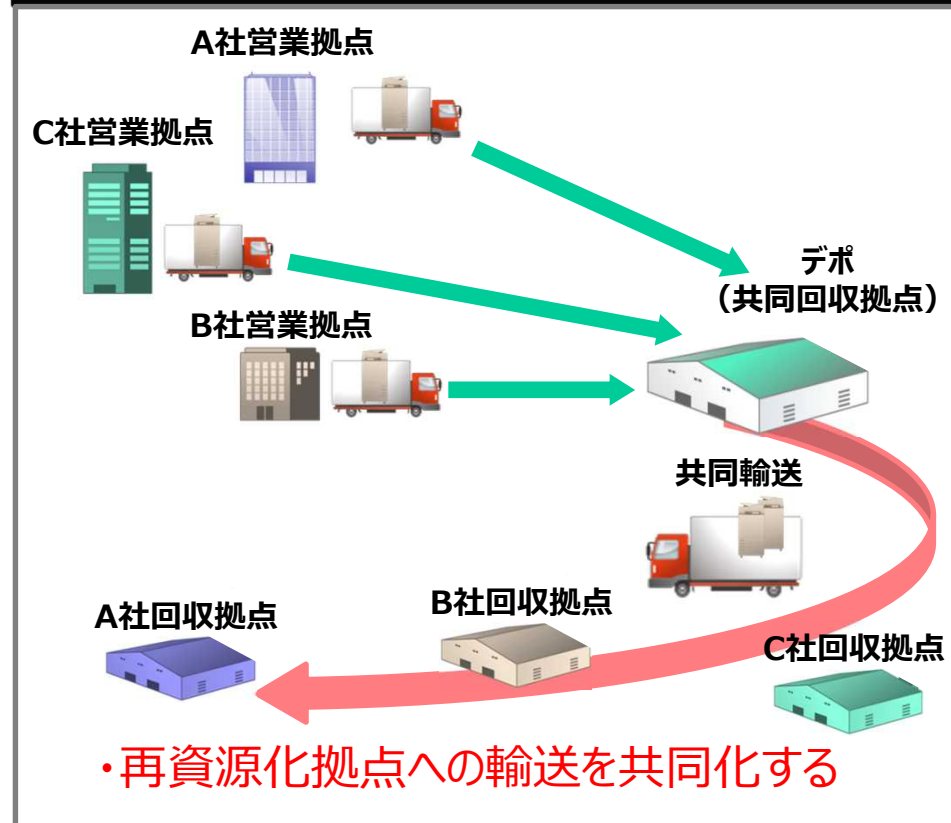 A社営業拠点
C社営業拠点
デポ
（共同回収拠点）
B社営業拠点
共同輸送
B社回収拠点
A社回収拠点
C社回収拠点
・再資源化拠点への輸送を共同化する